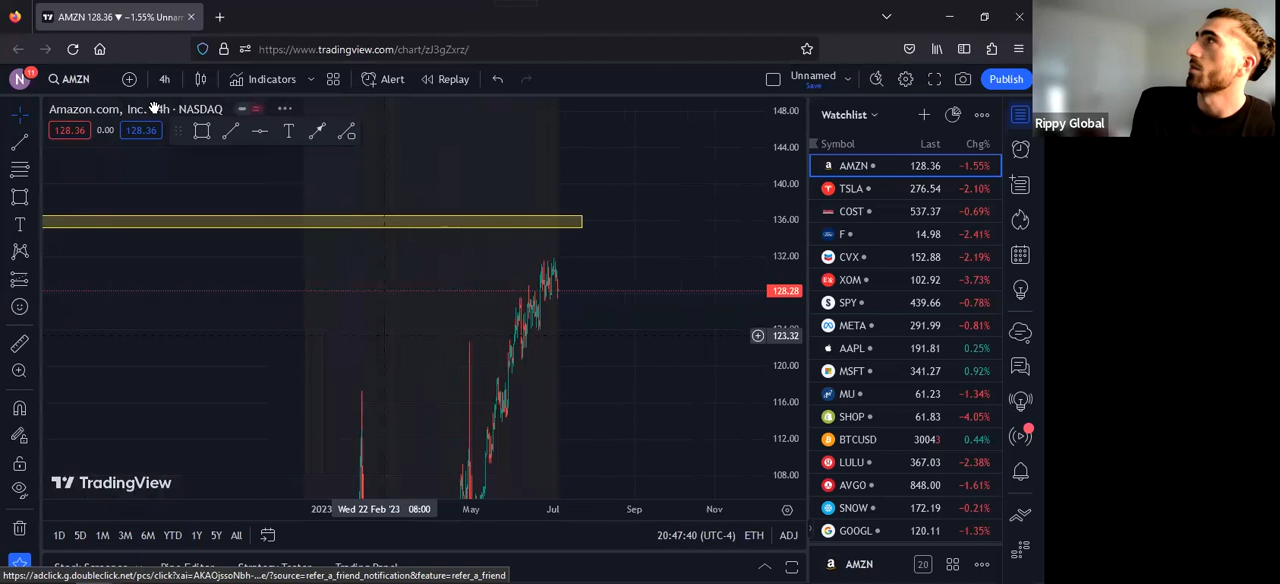 AMZN 128.36 ▼ −1.55% Unnar
https://www.tradingview.com/chart/zJ3gZxrz/
N 11 AMZN 4h Indicators Alert Replay Unnamed Save Publish
Amazon.com, Inc. 4h · NASDAQ
128.36 0.00 128.36
148.00
144.00
140.00
136.00
132.00
128.28
123.32
120.00
116.00
112.00
108.00
TradingView
2023 Wed 22 Feb '23 08:00 May Jul Sep Nov
1D 5D 1M 3M 6M YTD 1Y 5Y All 20:47:40 (UTC-4) ETH ADJ
Watchlist
Symbol Last Chg%
AMZN 128.36 −1.55%
TSLA 276.54 −2.10%
COST 537.37 −0.69%
F 14.98 −2.41%
CVX 152.88 −2.19%
XOM 102.92 −3.73%
SPY 439.66 −0.78%
META 291.99 −0.81%
AAPL 191.81 0.25%
MSFT 341.27 0.92%
MU 61.23 −1.34%
SHOP 61.83 −4.05%
BTCUSD 30043 0.44%
LULU 367.03 −2.38%
AVGO 848.00 −1.61%
SNOW 172.19 −0.21%
GOOGL 120.11 −1.35%
AMZN 20
Rippy Global
https://adclick.g.doubleclick.net/pcs/click?xai=AKAOjssoNbh-...e/?source=refer_a_friend_notification&feature=refer_a_friend